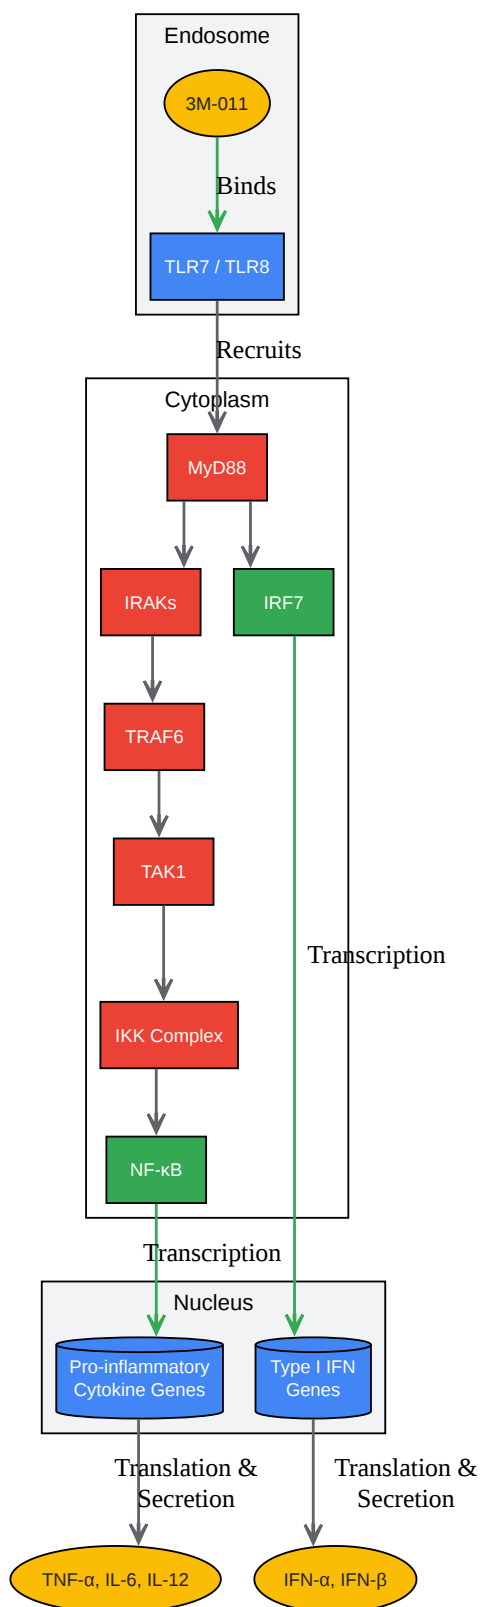 Endosome
3M-011
Binds
TLR7 / TLR8
Recruits
Cytoplasm
MyD88
IRAKs
IRF7
TRAF6
TAK1
Transcription
IKK Complex
NF-κB
Transcription
Nucleus
Pro-inflammatory
Cytokine Genes
Type I IFN
Genes
Translation &
Secretion
Translation &
Secretion
TNF-α, IL-6, IL-12
IFN-α, IFN-β